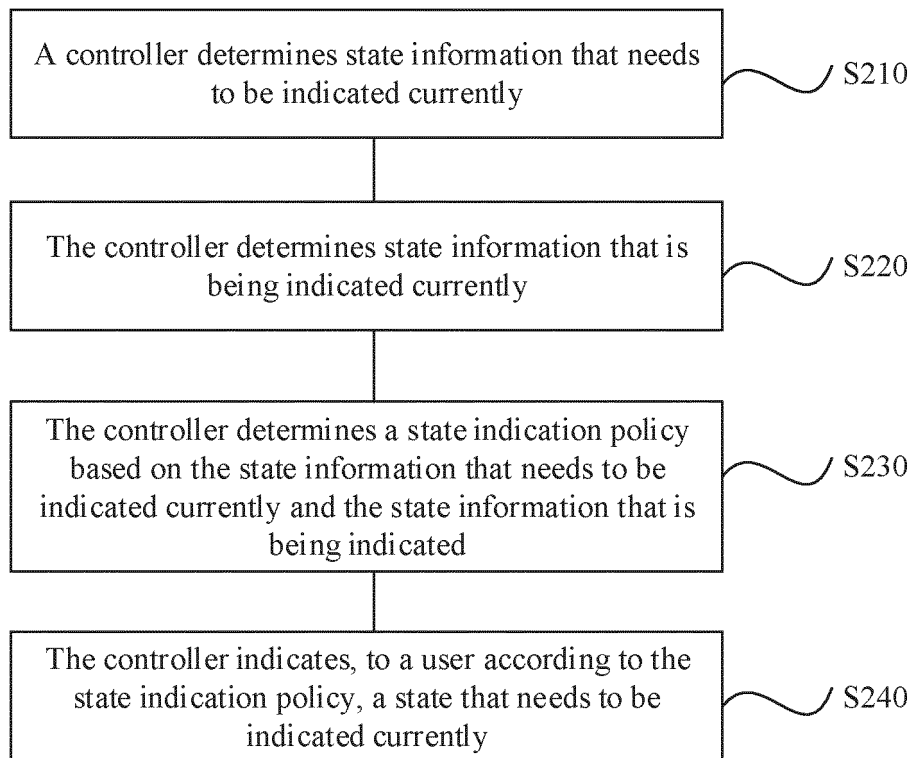 A controller determines state information that needs
to be indicated currently
S210
The controller determines state information that is
being indicated currently
S220
The controller determines a state indication policy
based on the state information that needs to be
indicated currently and the state information that is
being indicated
S230
The controller indicates, to a user according to the
state indication policy, a state that needs to be
indicated currently
S240